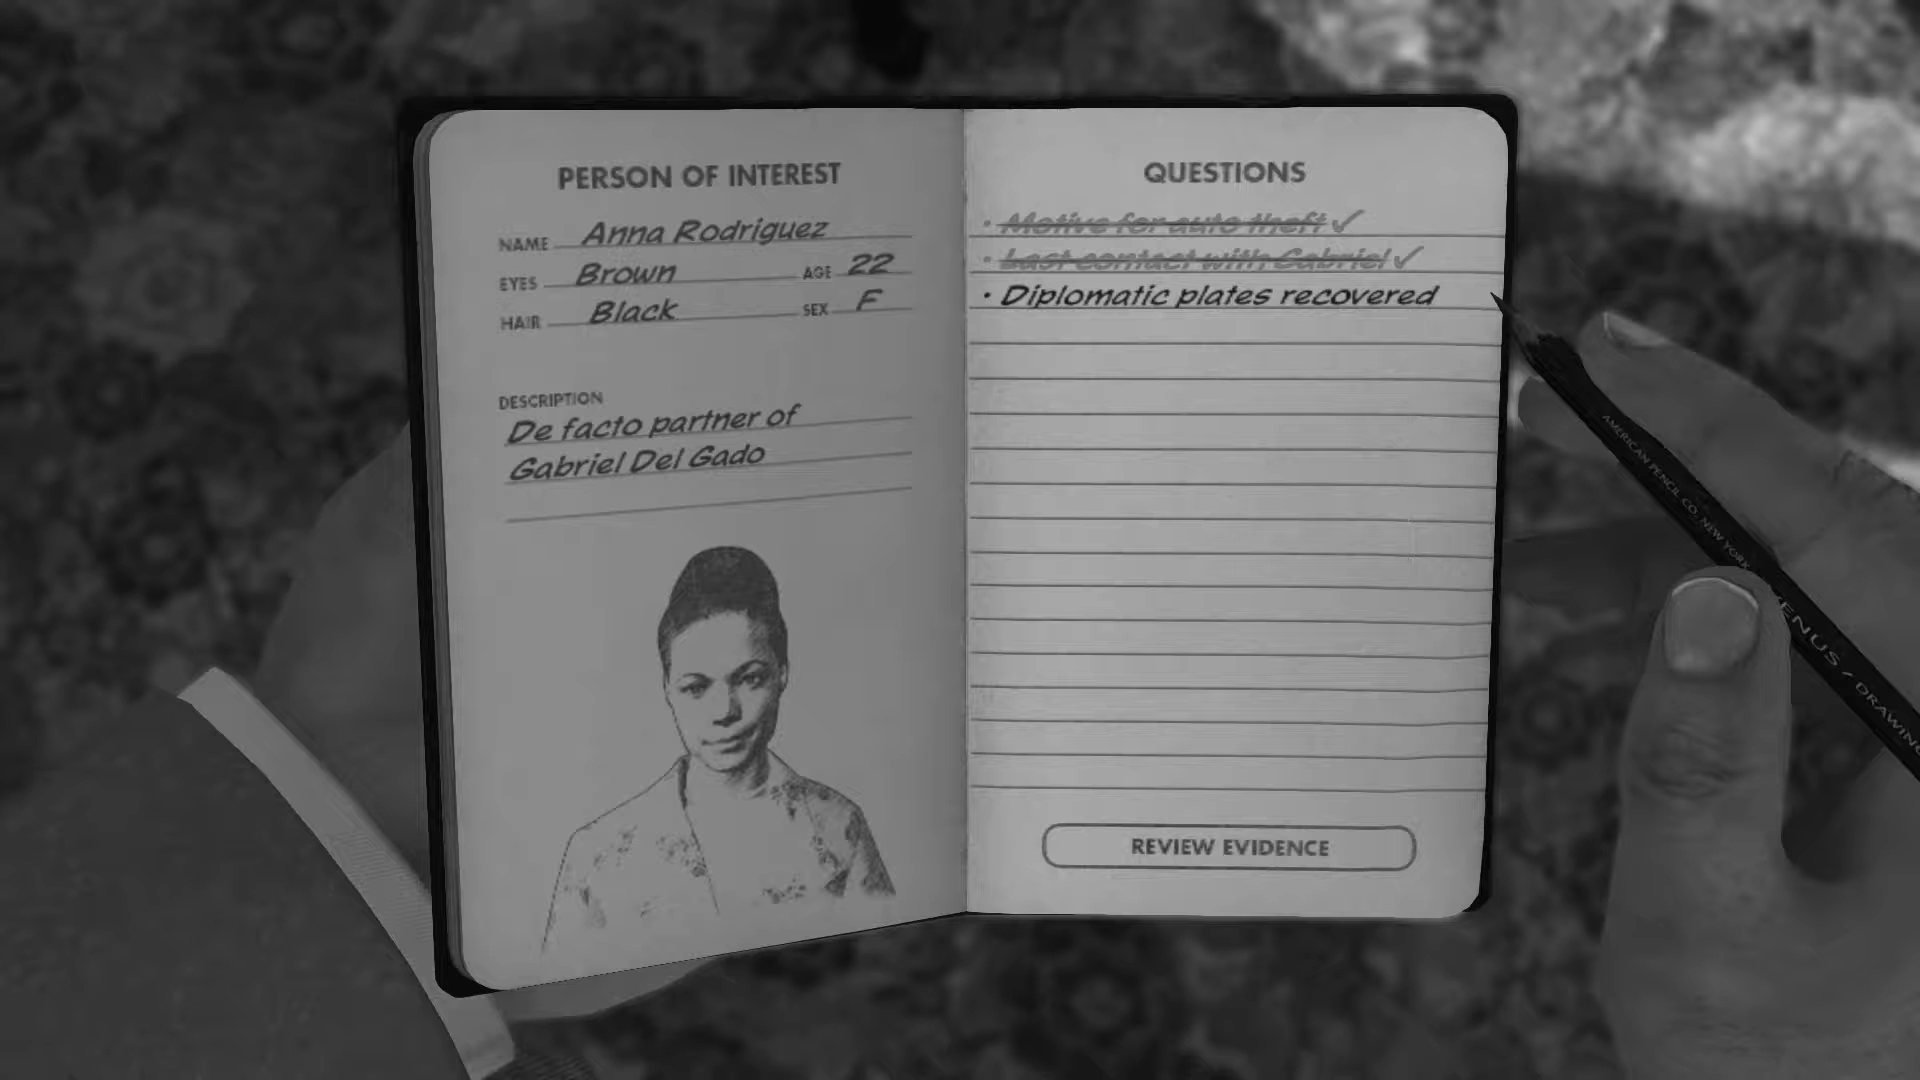 PERSON OF INTEREST
NAME Anna Rodriguez
EYES Brown AGE 22
HAIR Black SEX F
DESCRIPTION
De facto partner of
Gabriel Del Gado
QUESTIONS
• Motive for auto theft ✓
• Last contact with Gabriel ✓
• Diplomatic plates recovered
REVIEW EVIDENCE
AMERICAN PENCIL CO. NEW YORK
VENUS / DRAWING